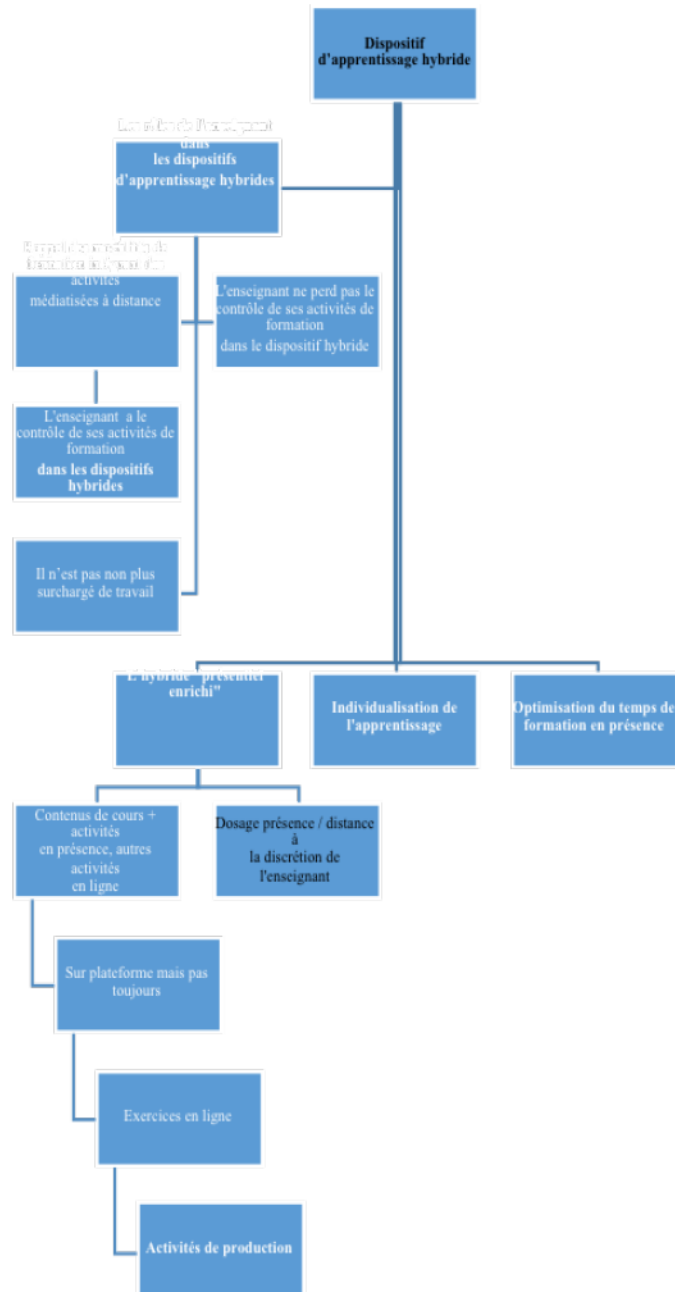 Dispositif
d'apprentissage hybride
dans
les dispositifs
d'apprentissage hybrides
activités
médiatisées à distance
L'enseignant ne perd pas le
contrôle de ses activités de
formation
dans le dispositif hybride
L'enseignant a le
contrôle de ses activités de
formation
dans les dispositifs
hybrides
Il n'est pas non plus
surchargé de travail
L'hybride "présentiel
enrichi"
Individualisation de
l'apprentissage
Optimisation du temps de
formation en présence
Contenus de cours +
activités
en présence, autres
activités
en ligne
Dosage présence / distance
à
la discrétion de
l'enseignant
Sur plateforme mais pas
toujours
Exercices en ligne
Activités de production